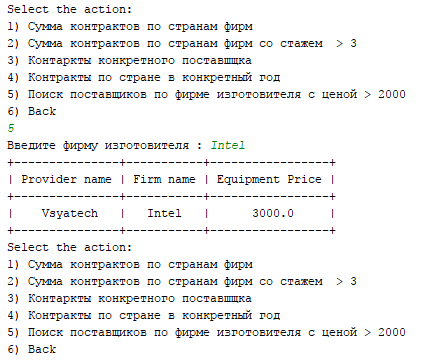 Select the action:
1) Сумма контрактов по странам фирм
2) Сумма контрактов по странам фирм со стажем  > 3
3) Контаркты конкретного поставщщка
4) Контракты по стране в конкретный год
5) Поиск поставщиков по фирме изготовителя с ценой > 2000
6) Back
5
Введите фирму изготовителя : Intel
+---------------+-----------+-----------------+
| Provider name | Firm name | Equipment Price |
+---------------+-----------+-----------------+
|    Vsyatech   |   Intel   |      3000.0     |
+---------------+-----------+-----------------+
Select the action:
1) Сумма контрактов по странам фирм
2) Сумма контрактов по странам фирм со стажем  > 3
3) Контаркты конкретного поставщщка
4) Контракты по стране в конкретный год
5) Поиск поставщиков по фирме изготовителя с ценой > 2000
6) Back